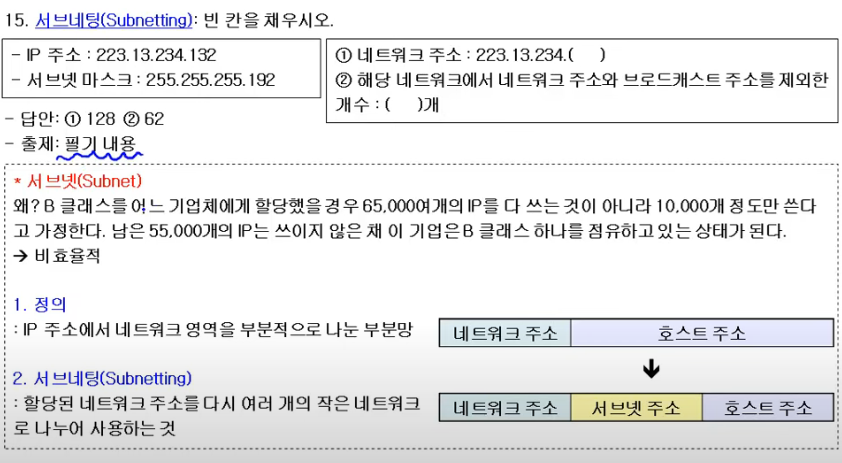 15. 서브네팅(Subnetting): 빈 칸을 채우시오.
- IP 주소 : 223.13.234.132
- 서브넷 마스크 : 255.255.255.192
① 네트워크 주소 : 223.13.234.( )
② 해당 네트워크에서 네트워크 주소와 브로드캐스트 주소를 제외한
개수 : ( )개
- 답안: ① 128 ② 62
- 출제: 필기 내용
* 서브넷(Subnet)
왜? B 클래스를 어느 기업체에게 할당했을 경우 65,000여개의 IP를 다 쓰는 것이 아니라 10,000개 정도만 쓴다
고 가정한다. 남은 55,000개의 IP는 쓰이지 않은 채 이 기업은 B 클래스 하나를 점유하고 있는 상태가 된다.
→ 비효율적
1. 정의
: IP 주소에서 네트워크 영역을 부분적으로 나눈 부분망
네트워크 주소 호스트 주소
2. 서브네팅(Subnetting)
: 할당된 네트워크 주소를 다시 여러 개의 작은 네트워크
로 나누어 사용하는 것
네트워크 주소 서브넷 주소 호스트 주소